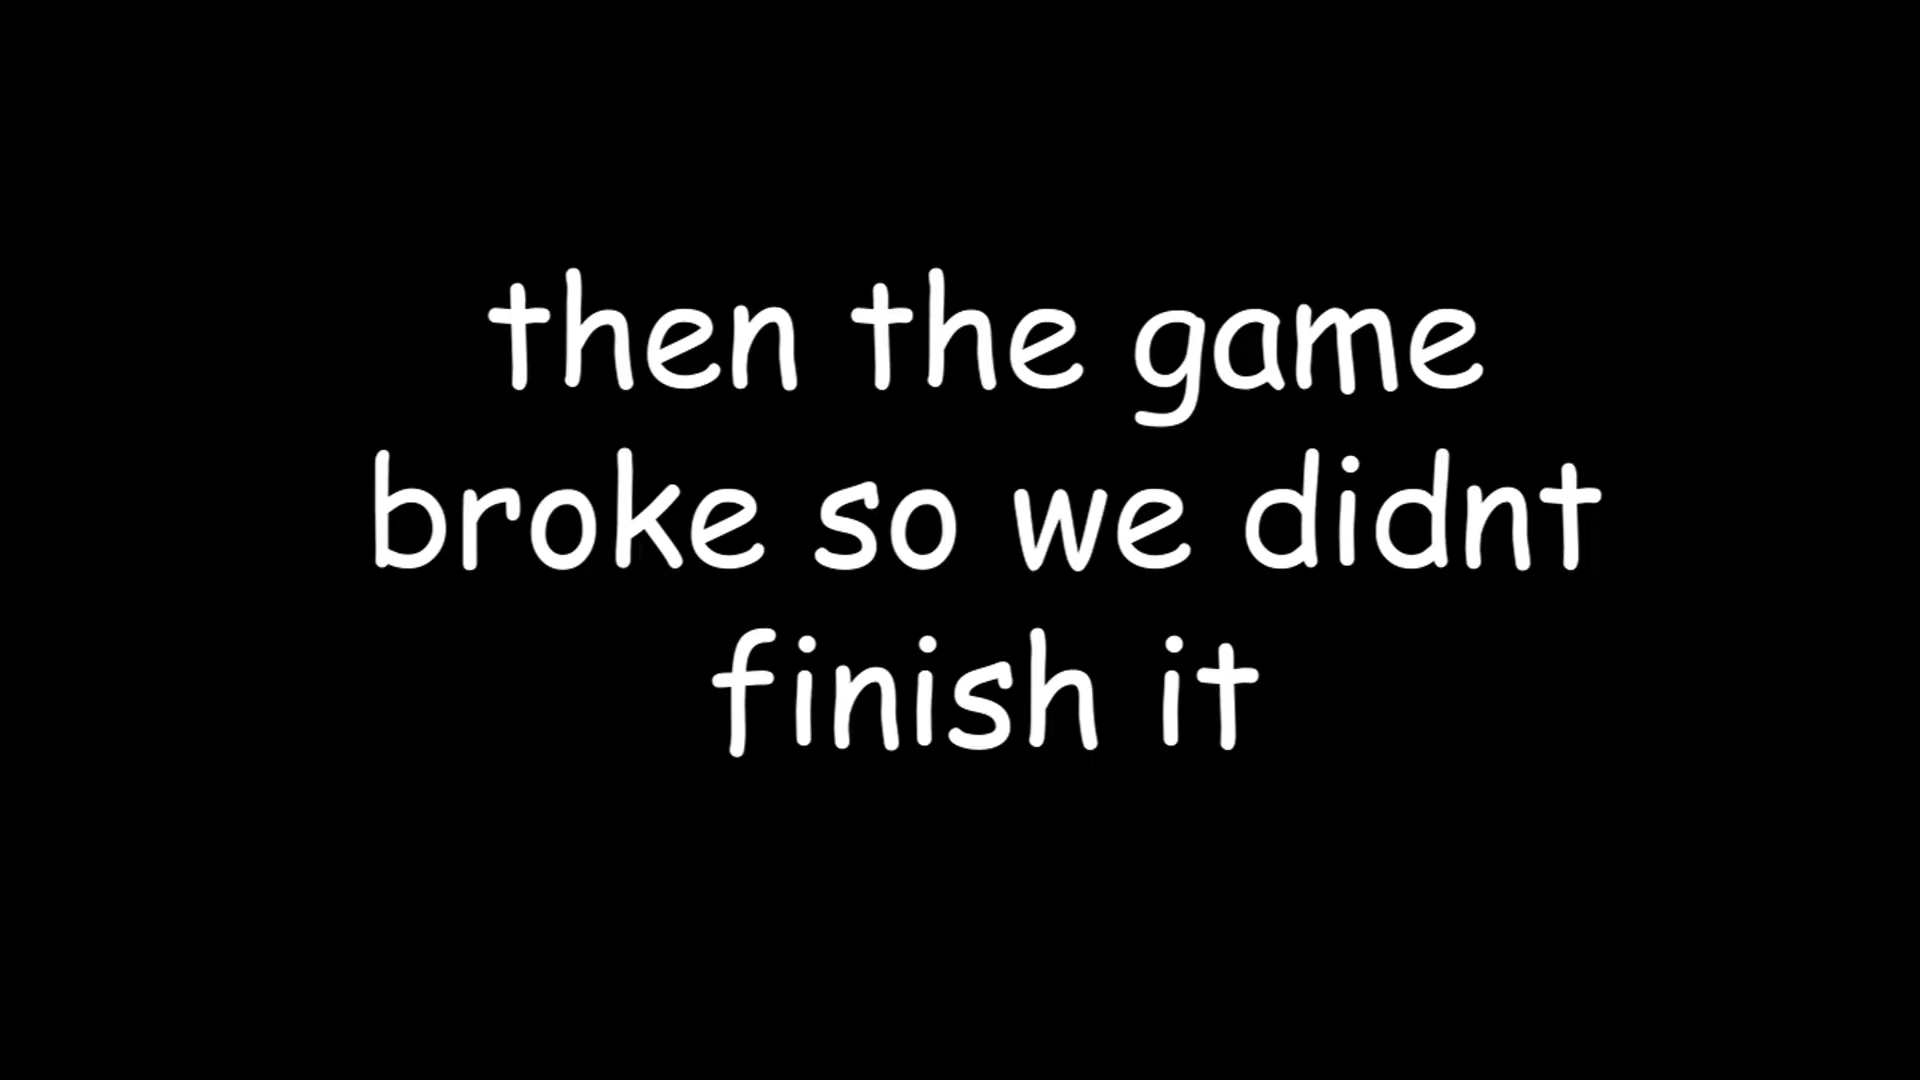 then the game
broke so we didnt
finish it